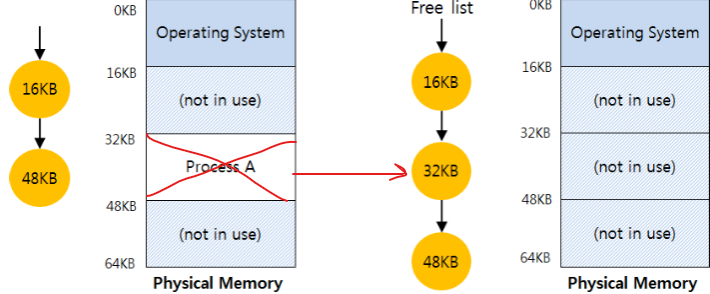 16KB
48KB
0KB
Operating System
16KB
(not in use)
32KB
Process A
48KB
(not in use)
64KB
Physical Memory
Free list
16KB
32KB
48KB
0KB
Operating System
16KB
(not in use)
32KB
(not in use)
48KB
(not in use)
64KB
Physical Memory